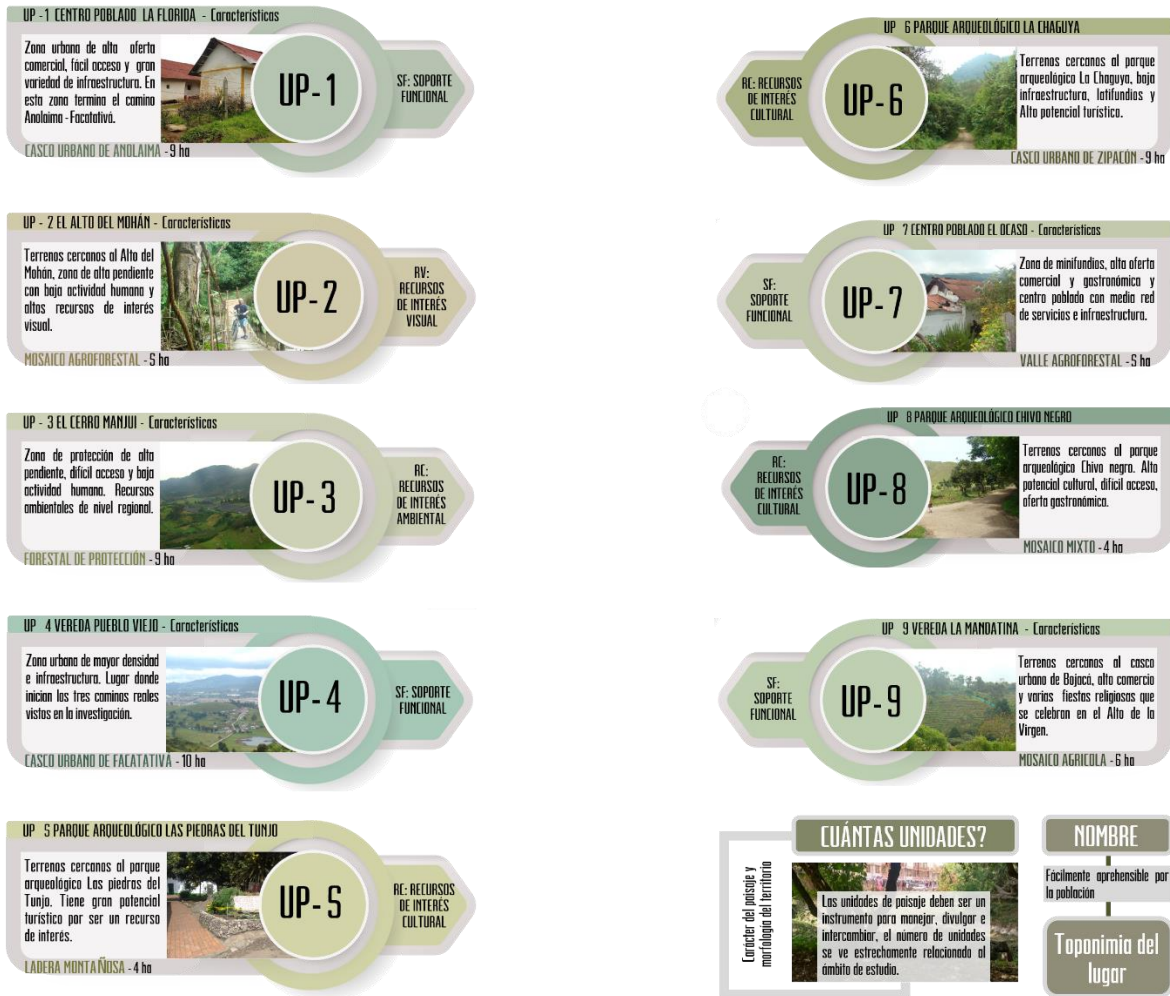 UP -1 CENTRO POBLADO LA FLORIDA - Características
Zona urbana de alta oferta
comercial, fácil acceso y gran
variedad de infraestructura. En
esta zona termina el camino
Anolaima - Facatativá.
UP-1
SF: SOPORTE
FUNCIONAL
CASCO URBANO DE ANOLAIMA - 9 ha
UP - 2 EL ALTO DEL MOHÁN - Características
Terrenos cercanos al Alto del
Mohán, zona de alta pendiente
con baja actividad humana y
altos recursos de interés
visual.
UP-2
RV:
RECURSOS
DE INTERÉS
VISUAL
MOSAICO AGROFORESTAL - 5 ha
UP - 3 EL CERRO MANJUI - Características
Zona de protección de alta
pendiente, difícil acceso y baja
actividad humana. Recursos
ambientales de nivel regional.
UP-3
RC:
RECURSOS
DE INTERÉS
AMBIENTAL
FORESTAL DE PROTECCIÓN - 9 ha
UP 4 VEREDA PUEBLO VIEJO - Características
Zona urbana de mayor densidad
e infraestructura. Lugar donde
inician los tres caminos reales
vistos en la investigación.
UP-4
SF: SOPORTE
FUNCIONAL
CASCO URBANO DE FACATATIVA - 10 ha
UP 5 PARQUE ARQUEOLÓGICO LAS PIEDRAS DEL TUNJO
Terrenos cercanos al parque
arqueológico Las piedras del
Tunjo. Tiene gran potencial
turístico por ser un recurso
de interés.
UP-5
RC: RECURSOS
DE INTERÉS
CULTURAL
LADERA MONTAÑOSA - 4 ha
UP 6 PARQUE ARQUEOLÓGICO LA CHAGUYA
RC: RECURSOS
DE INTERÉS
CULTURAL
UP-6
Terrenos cercanos al parque
arqueológico La Chaguya, baja
infraestructura, latifundios y
Alto potencial turístico.
CASCO URBANO DE ZIPACÓN - 9 ha
UP 7 CENTRO POBLADO EL OCASO - Características
SF:
SOPORTE
FUNCIONAL
UP-7
Zona de minifundios, alta oferta
comercial y gastronómica y
centro poblado con media red
de servicios e infraestructura.
VALLE AGROFORESTAL - 5 ha
UP 8 PARQUE ARQUEOLÓGICO CHIVO NEGRO
RC:
RECURSOS
DE INTERÉS
CULTURAL
UP-8
Terrenos cercanos al parque
arqueológico Chivo negro. Alto
potencial cultural, difícil acceso,
oferta gastronómica.
MOSAICO MIXTO - 4 ha
UP 9 VEREDA LA MANDATINA - Características
SF:
SOPORTE
FUNCIONAL
UP-9
Terrenos cercanos al casco
urbano de Bojacá, alto comercio
y varias fiestas religiosas que
se celebran en el Alto de la
Virgen.
MOSAICO AGRICOLA - 6 ha
Carácter del paisaje y
morfología del territorio
CUÁNTAS UNIDADES?
Las unidades de paisaje deben ser un
instrumento para manejar, divulgar e
intercambiar, el número de unidades
se ve estrechamente relacionado al
ámbito de estudio.
NOMBRE
Fácilmente aprehensible por
la población
Toponimia del
lugar